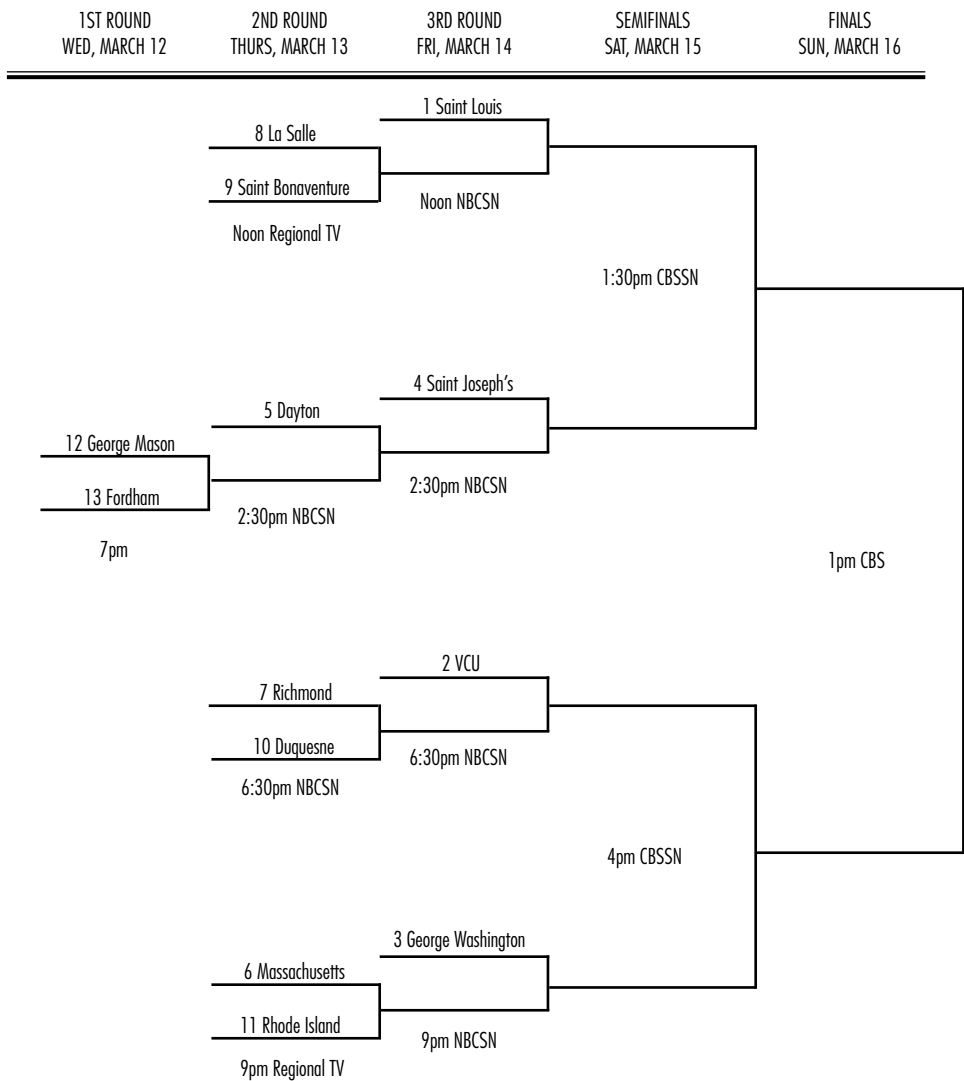 1ST ROUND
WED, MARCH 12
2ND ROUND
THURS, MARCH 13
3RD ROUND
FRI, MARCH 14
SEMIFINALS
SAT, MARCH 15
FINALS
SUN, MARCH 16
1 Saint Louis
8 La Salle
9 Saint Bonaventure
Noon NBCSN
Noon Regional TV
1:30pm CBSSN
4 Saint Joseph's
5 Dayton
12 George Mason
13 Fordham
2:30pm NBCSN
2:30pm NBCSN
7pm
1pm CBS
2 VCU
7 Richmond
10 Duquesne
6:30pm NBCSN
6:30pm NBCSN
4pm CBSSN
3 George Washington
6 Massachusetts
11 Rhode Island
9pm NBCSN
9pm Regional TV